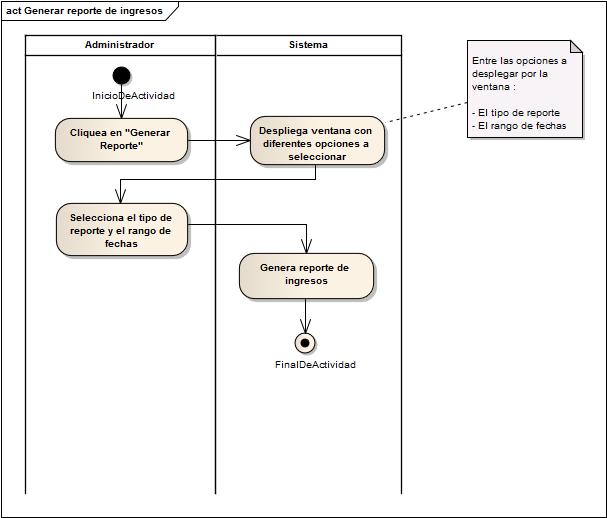 act Generar reporte de ingresos
Administrador
Sistema
InicioDeActividad
Cliquea en "Generar
Reporte"
Despliega ventana con
diferentes opciones a
seleccionar
Entre las opciones a
desplegar por la
ventana :
- El tipo de reporte
- El rango de fechas
Selecciona el tipo de
reporte y el rango de
fechas
Genera reporte de
ingresos
FinalDeActividad